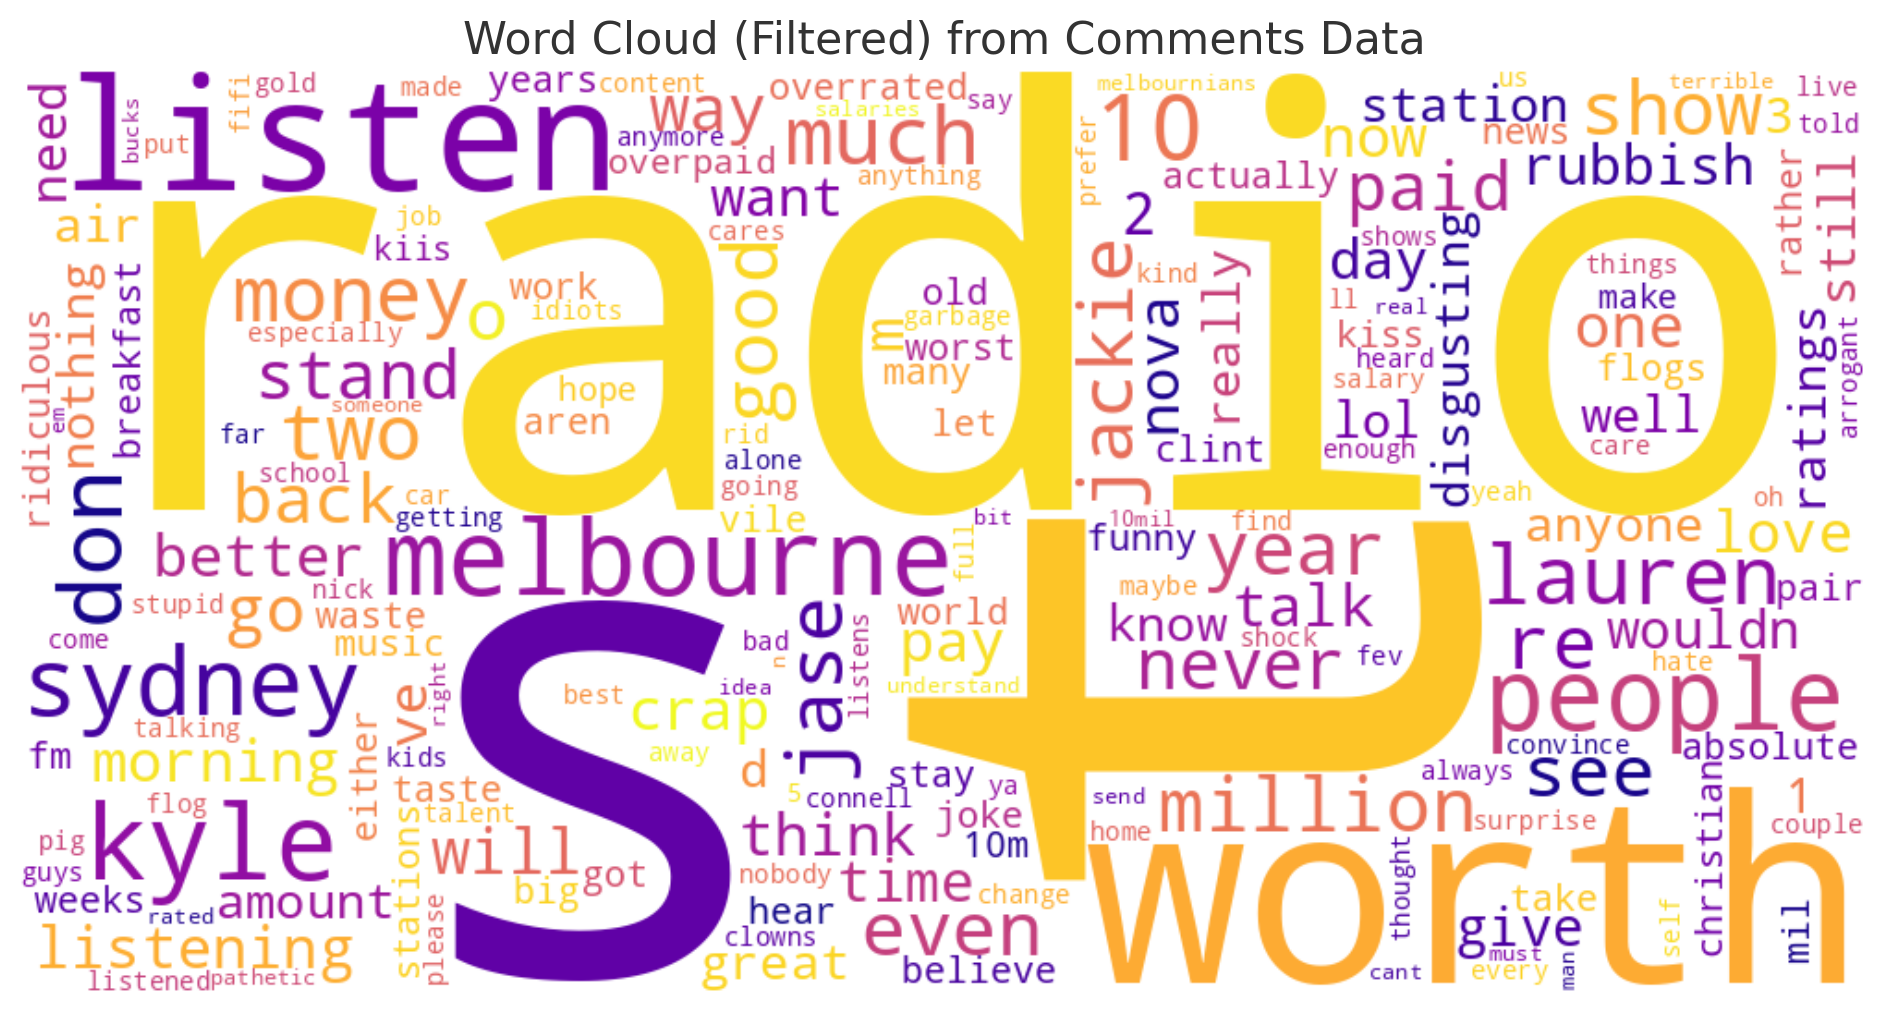 Word Cloud (Filtered) from Comments Data
need
listen
bucks
put
fifi
gold
made
years
content
way
overrated
salaries
say
much
anymore
overpaid
anything
want
melbournians
10
prefer
actually
us
station
now
news
show
3
terrible
live
told
rubbish
paid
rather
still
air
job
kiis
cares
radio
2
jackie
kind
really
nova
clint
shows
day
ll
real
kiss
heard
salary
lol
enough
disgusting
things
make
one
flogs
well
care
ratings
arrogant
ridiculous
em
nothing
breakfast
money
o
especially
stand
work
idiots
hope
aren
two
someone
far
school
back
car
getting
good
rid
alone
going
vile
old
garbage
m
worst
many
let
don
better
melbourne
full
bit
10mil
find
funny
year
yeah
oh
anyone
love
lauren
pair
stupid
nick
go
waste
music
come
sydney
talking
ve
right
s
best
bad
n
idea
crap
away
jase
listens
world
pay
understand
t
maybe
know
talk
shock
never
fev
re
wouldn
hate
people
fm
morning
either
kids
taste
talent
stations
d
5
connell
stay
ya
joke
10m
send
home
million
always
convince
absolute
see
surprise
christian
1
couple
flog
kyle
pig
guys
weeks
rated
amount
will
big
got
please
think
nobody
time
change
hear
clowns
great
even
believe
worth
thought
cant
take
give
must
every
self
man
mil
listening
listened
pathetic